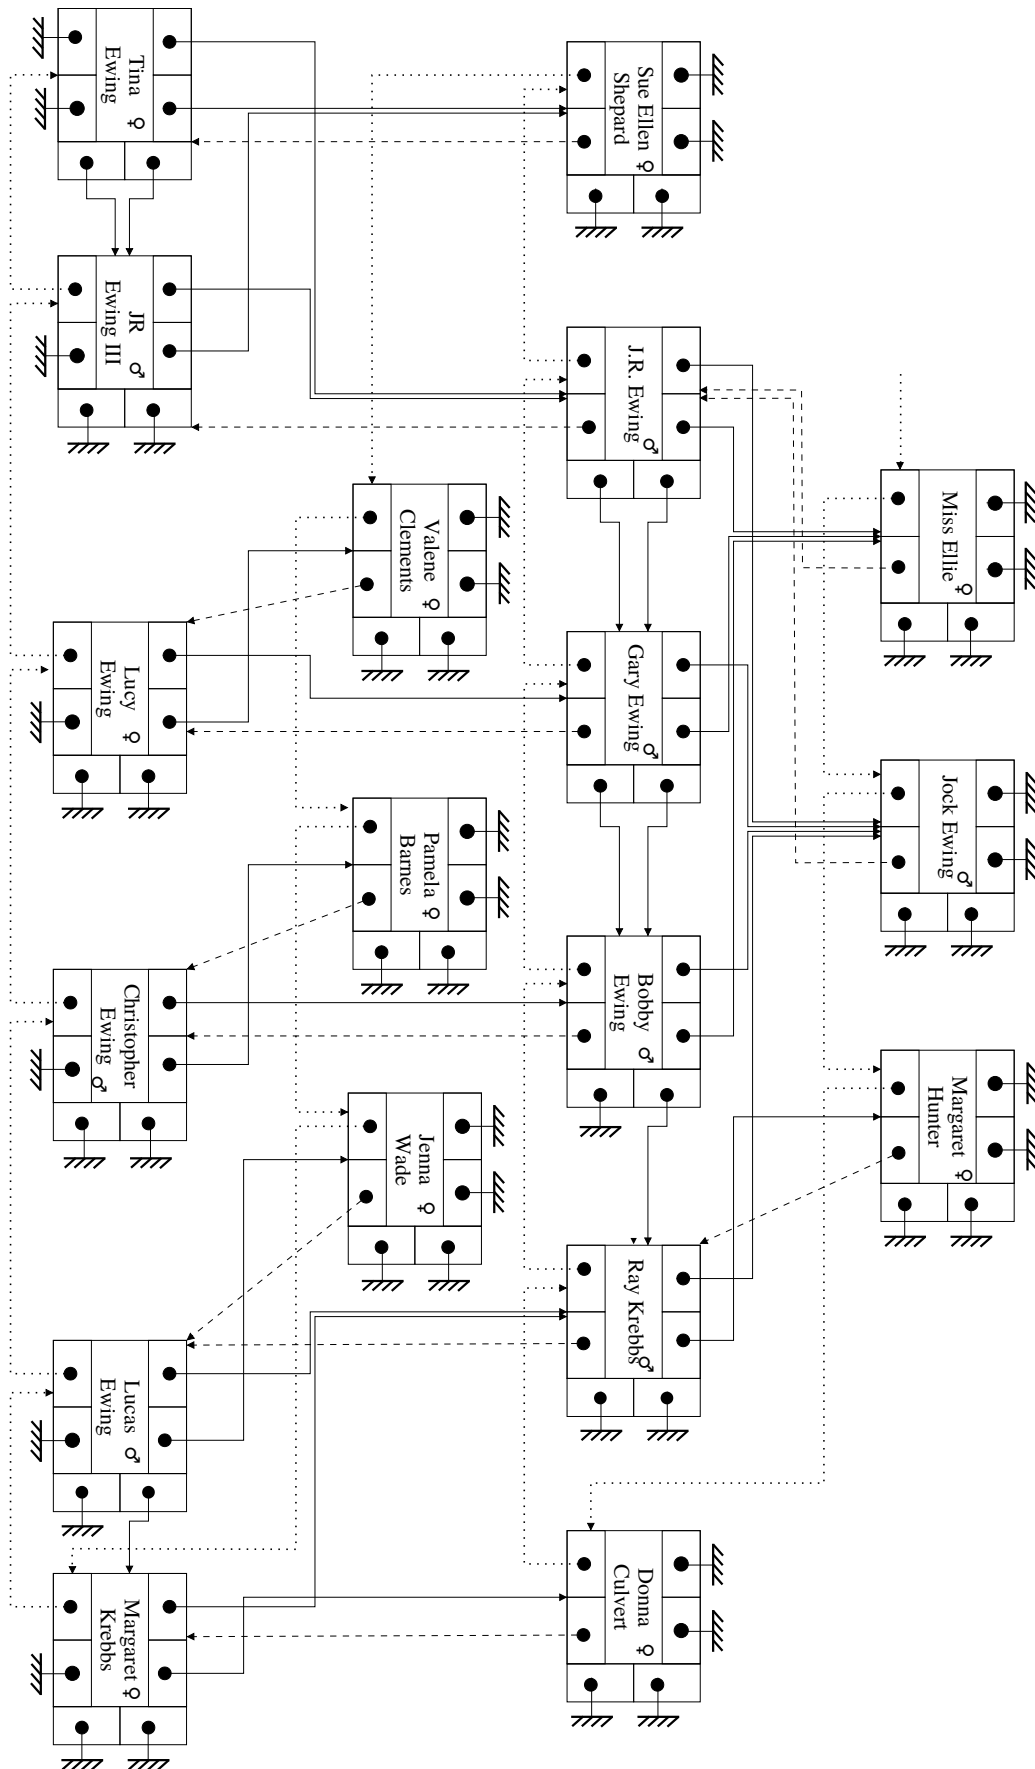 Miss Ellie
Jock Ewing
Margaret
Hunter
Sue Ellen
Shepard
J.R. Ewing
Gary Ewing
Bobby
Ewing
Ray Krebbs
Donna
Culvert
Valene
Clements
Pamela
Barnes
Jenna
Wade
Tina
Ewing
JR
Ewing III
Lucy
Ewing
Christopher
Ewing
Lucas
Ewing
Margaret
Krebbs